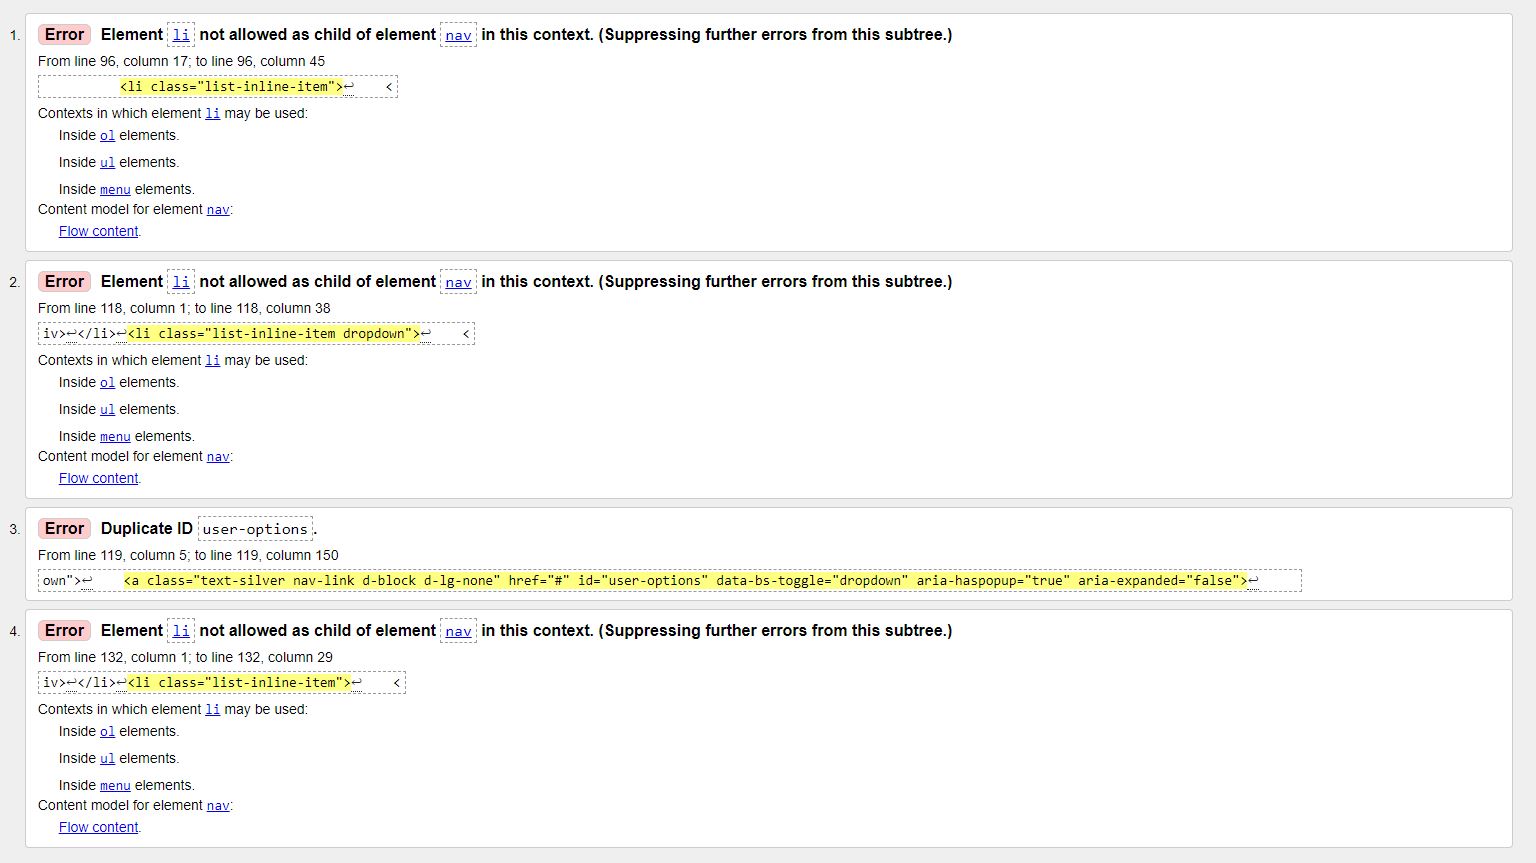 1. Error Element li not allowed as child of element nav in this context. (Suppressing further errors from this subtree.)
From line 96, column 17; to line 96, column 45
<li class="list-inline-item">↩ <
Contexts in which element li may be used:
Inside ol elements.
Inside ul elements.
Inside menu elements.
Content model for element nav:
Flow content.
2. Error Element li not allowed as child of element nav in this context. (Suppressing further errors from this subtree.)
From line 118, column 1; to line 118, column 38
iv>↩</li>↩<li class="list-inline-item dropdown">↩ <
Contexts in which element li may be used:
Inside ol elements.
Inside ul elements.
Inside menu elements.
Content model for element nav:
Flow content.
3. Error Duplicate ID user-options.
From line 119, column 5; to line 119, column 150
own">↩ <a class="text-silver nav-link d-block d-lg-none" href="#" id="user-options" data-bs-toggle="dropdown" aria-haspopup="true" aria-expanded="false">↩
4. Error Element li not allowed as child of element nav in this context. (Suppressing further errors from this subtree.)
From line 132, column 1; to line 132, column 29
iv>↩</li>↩<li class="list-inline-item">↩ <
Contexts in which element li may be used:
Inside ol elements.
Inside ul elements.
Inside menu elements.
Content model for element nav:
Flow content.